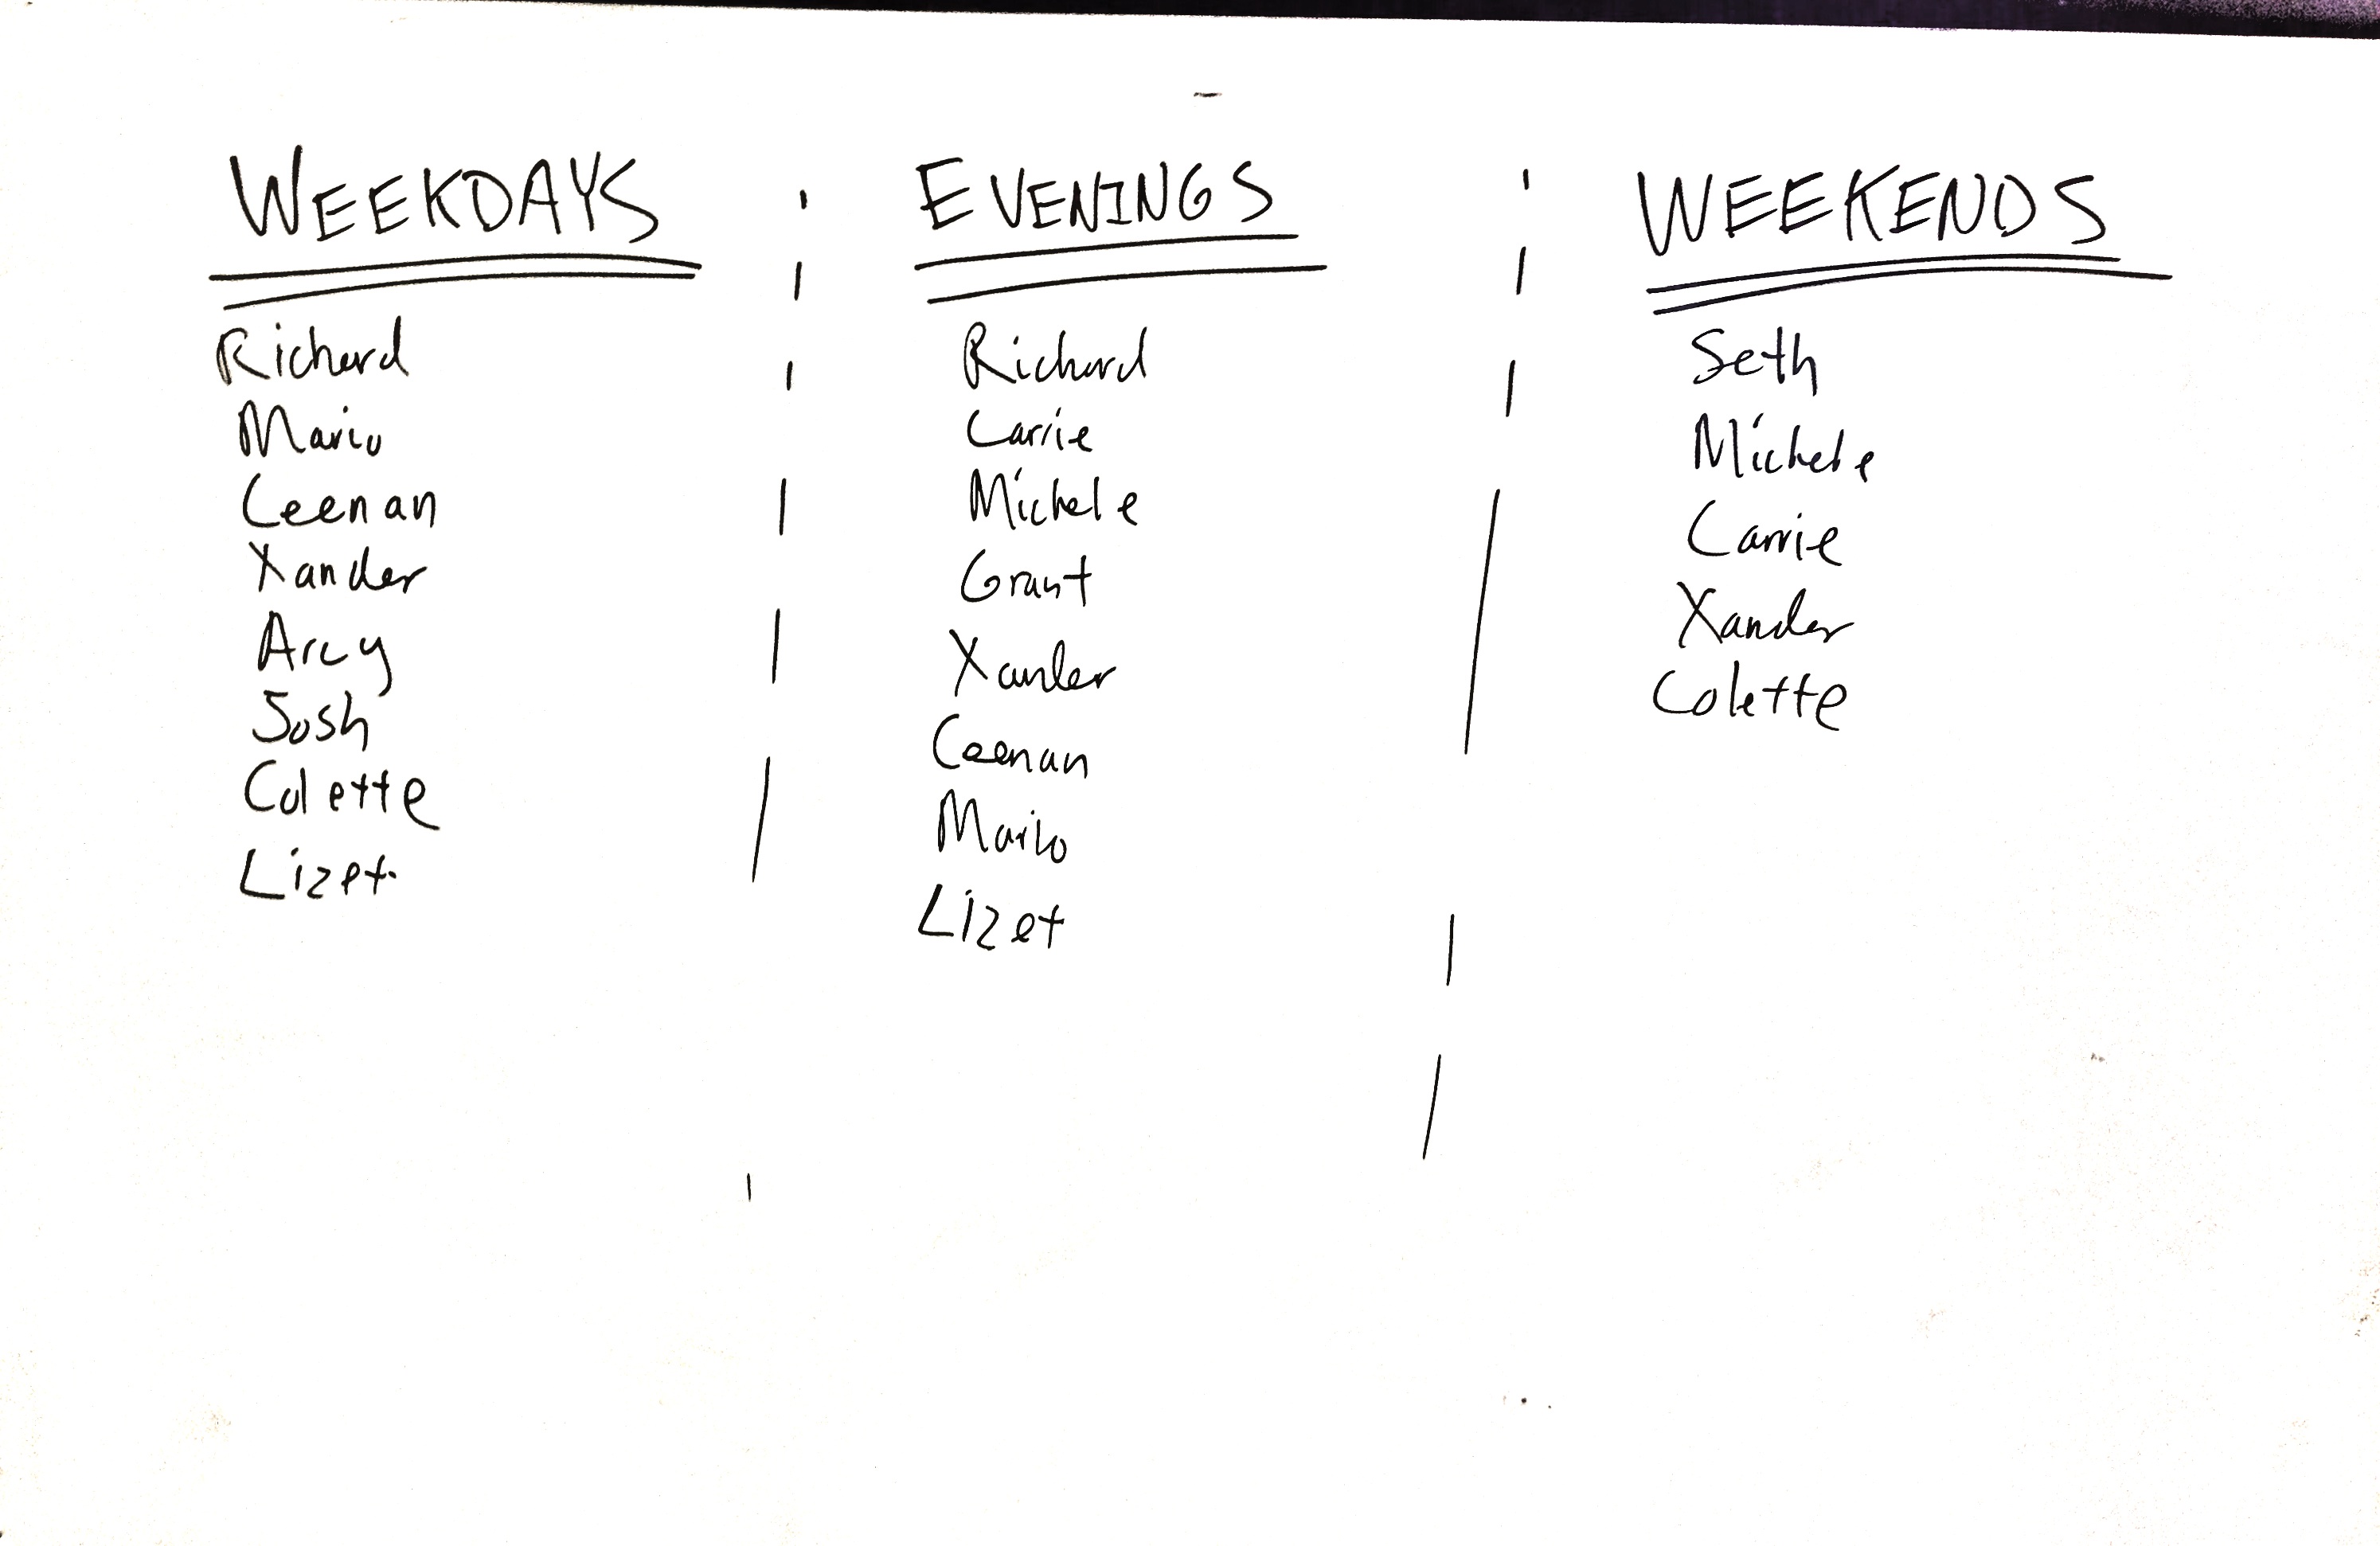 WEEKDAYS
Richard
Mario
Ceenan
Xander
Arcy
Josh
Colette
Lizet
EVENINGS
Richard
Carrie
Michele
Grant
Xander
Ceenan
Mario
Lizet
WEEKENDS
Seth
Michele
Carrie
Xander
Colette